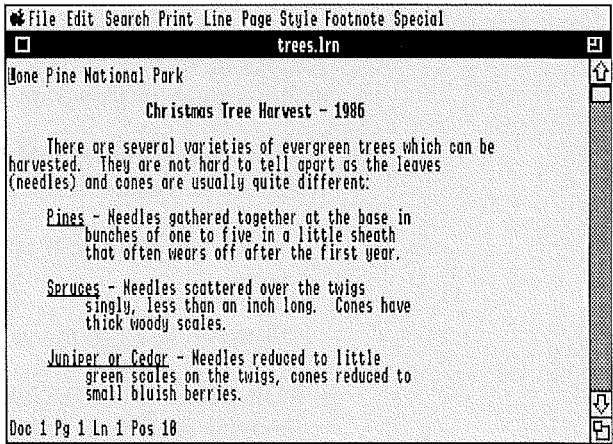 File Edit Search Print Line Page Style Footnote Special
trees.lrn
Lone Pine National Park
Christmas Tree Harvest - 1986
There are several varieties of evergreen trees which can be
harvested. They are not hard to tell apart as the leaves
(needles) and cones are usually quite different:
Pines - Needles gathered together at the base in
bunches of one to five in a little sheath
that often wears off after the first year.
Spruces - Needles scattered over the twigs
singly, less than an inch long. Cones have
thick woody scales.
Juniper or Cedar - Needles reduced to little
green scales on the twigs, cones reduced to
small bluish berries.
Doc 1 Pg 1 Ln 1 Pos 10